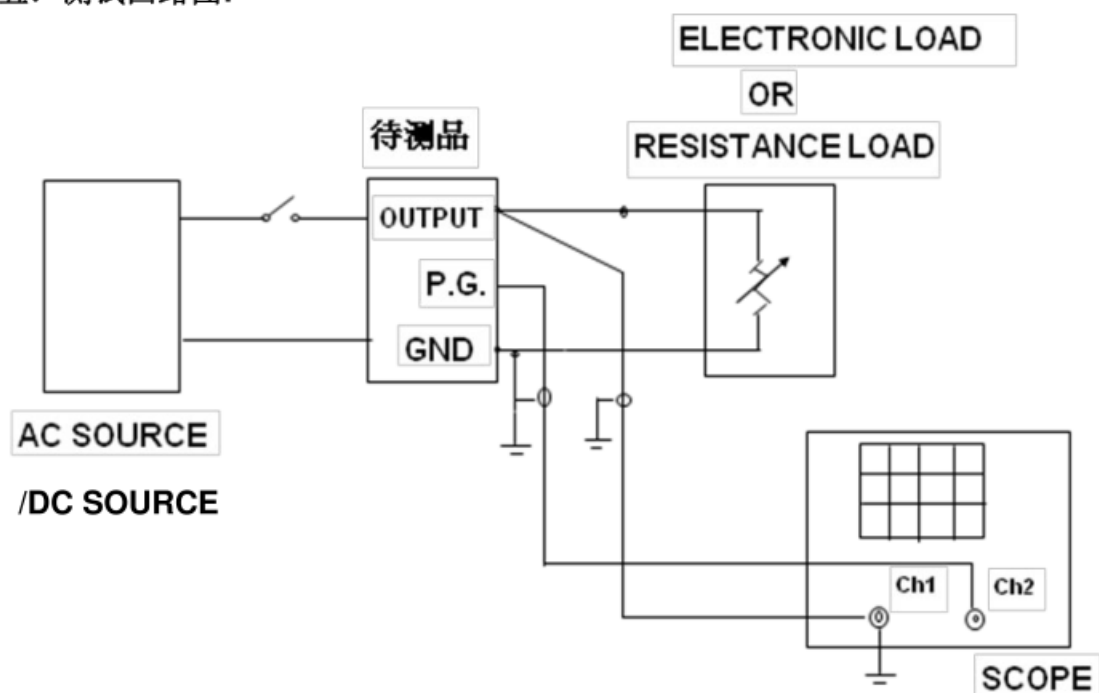 ELECTRONIC LOAD
OR
RESISTANCE LOAD
待测品
OUTPUT
P.G.
GND
AC SOURCE
/DC SOURCE
Ch1
Ch2
SCOPE